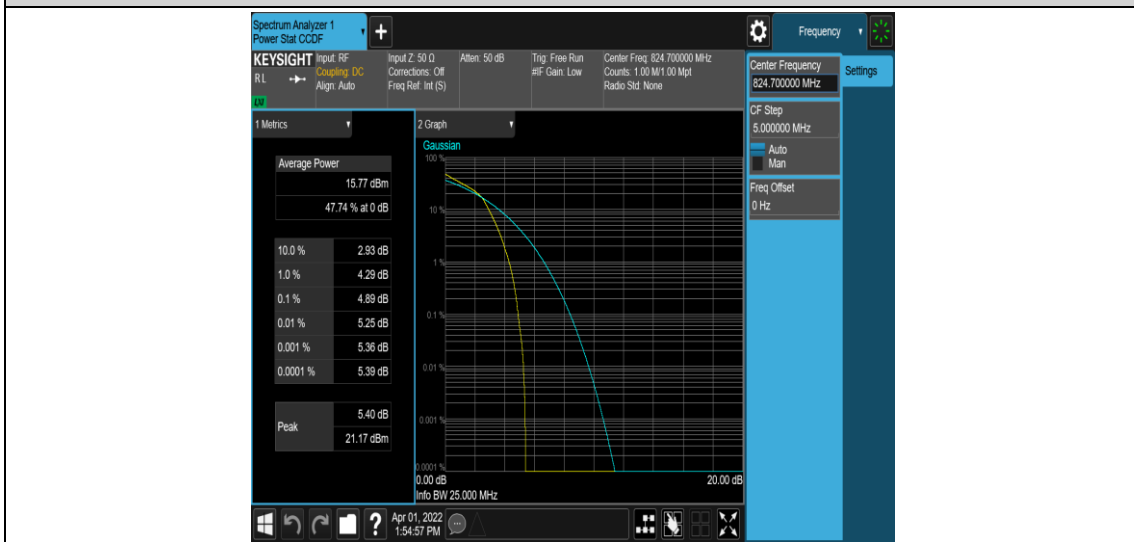 Spectrum Analyzer 1
Power Stat CCDF
Frequency
KEYSIGHT
RL
LXI
Input: RF
Coupling: DC
Align: Auto
Input Z: 50 Ω
Corrections: Off
Freq Ref: Int (S)
Atten: 50 dB
Trig: Free Run
#IF Gain: Low
Center Freq: 824.700000 MHz
Counts: 1.00 M/1.00 Mpt
Radio Std: None
Center Frequency
824.700000 MHz
Settings
CF Step
5.000000 MHz
Auto
Man
Freq Offset
0 Hz
1 Metrics
Average Power
15.77 dBm
47.74 % at 0 dB
10.0 % 2.93 dB
1.0 % 4.29 dB
0.1 % 4.89 dB
0.01 % 5.25 dB
0.001 % 5.36 dB
0.0001 % 5.39 dB
Peak
5.40 dB
21.17 dBm
2 Graph
Gaussian
100 %
10 %
1 %
0.1 %
0.01 %
0.001 %
0.0001 %
0.00 dB 20.00 dB
Info BW 25.000 MHz
Apr 01, 2022
1:54:57 PM